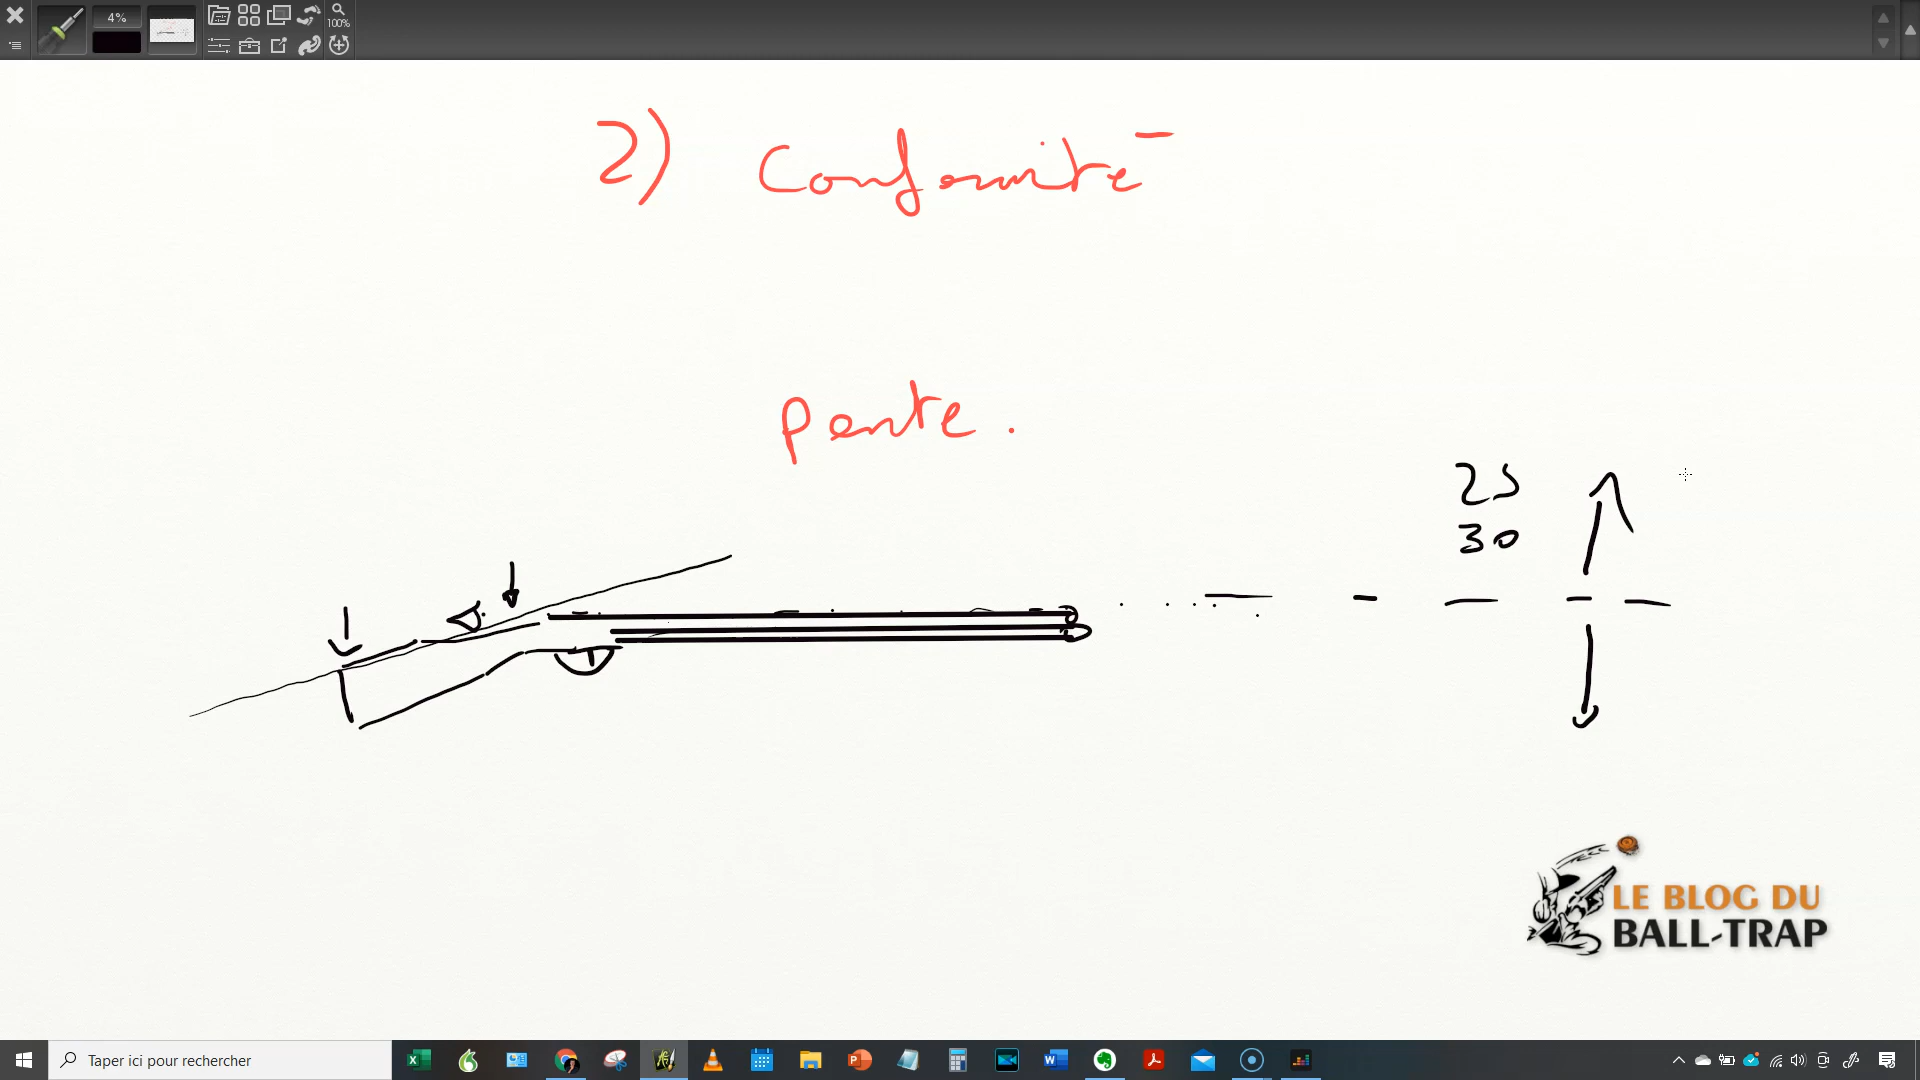 4%
100%
2) Conformité
Pente.
25
30
LE BLOG DU
BALL-TRAP
Taper ici pour rechercher